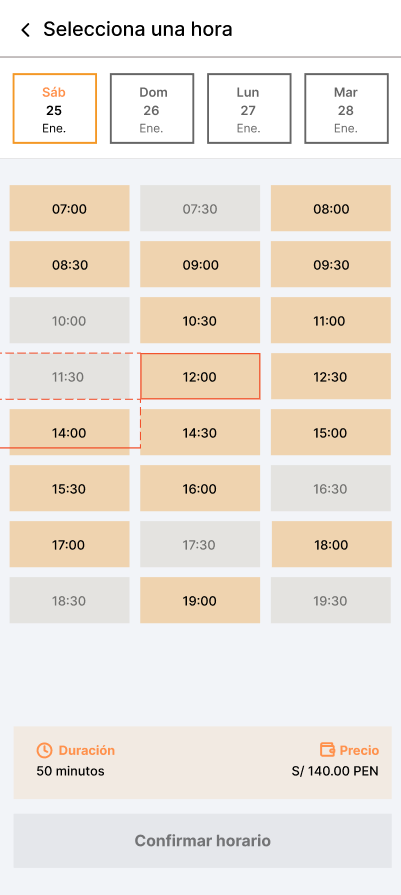 Selecciona una hora
Sáb Dom Lun Mar
25 26 27 28
Ene. Ene. Ene. Ene.
07:00 07:30 08:00
08:30 09:00 09:30
10:00 10:30 11:00
11:30 12:00 12:30
14:00 14:30 15:00
15:30 16:00 16:30
17:00 17:30 18:00
18:30 19:00 19:30
Duración Precio
50 minutos S/ 140.00 PEN
Confirmar horario